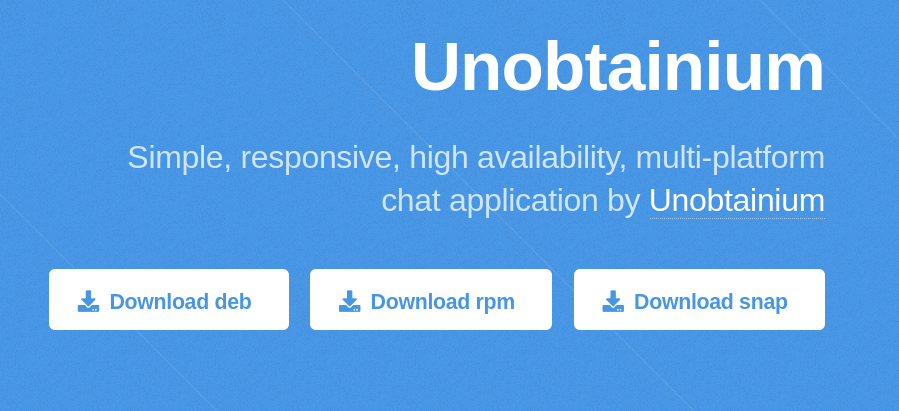 Unobtainium
Simple, responsive, high availability, multi-platform
chat application by Unobtainium
Download deb
Download rpm
Download snap